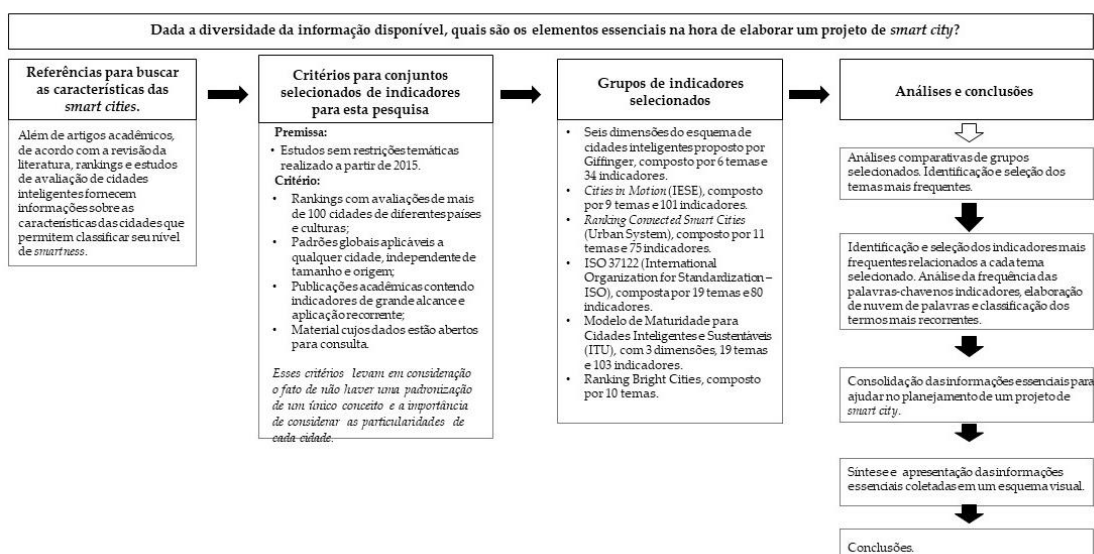 Dada a diversidade da informação disponível, quais são os elementos essenciais na hora de elaborar um projeto de smart city?
Referências para buscar
as características das
smart cities.
Além de artigos acadêmicos,
de acordo com a revisão da
literatura, rankings e estudos
de avaliação de cidades
inteligentes fornecem
informações sobre as
características das cidades que
permitem classificar seu nível
de smartness.
Critérios para conjuntos
selecionados de indicadores
para esta pesquisa
Premissa:
• Estudos sem restrições temáticas
realizado a partir de 2015.
Critério:
• Rankings com avaliações de mais
de 100 cidades de diferentes países
e culturas;
• Padrões globais aplicáveis a
qualquer cidade, independente de
tamanho e origem;
• Publicações acadêmicas contendo
indicadores de grande alcance e
aplicação recorrente;
• Material cujos dados estão abertos
para consulta.
Esses critérios levam em consideração
o fato de não haver uma padronização
de um único conceito e a importância
de considerar as particularidades de
cada cidade.
Grupos de indicadores
selecionados
• Seis dimensões do esquema de
cidades inteligentes proposto por
Giffinger, composto por 6 temas e
34 indicadores.
• Cities in Motion (IESE), composto
por 9 temas e 101 indicadores.
• Ranking Connected Smart Cities
(Urban System), composto por 11
temas e 75 indicadores.
• ISO 37122 (International
Organization for Standardization –
ISO), composta por 19 temas e 80
indicadores.
• Modelo de Maturidade para
Cidades Inteligentes e Sustentáveis
(ITU), com 3 dimensões, 19 temas
e 103 indicadores.
• Ranking Bright Cities, composto
por 10 temas.
Análises e conclusões
Análises comparativas de grupos
selecionados. Identificação e seleção dos
temas mais frequentes.
Identificação e seleção dos indicadores mais
frequentes relacionados a cada tema
selecionado. Análise da frequência das
palavras-chave nos indicadores, elaboração
de nuvem de palavras e classificação dos
termos mais recorrentes.
Consolidação das informações essenciais para
ajudar no planejamento de um projeto de
smart city.
Síntese e apresentação das informações
essenciais coletadas em um esquema visual.
Conclusões.